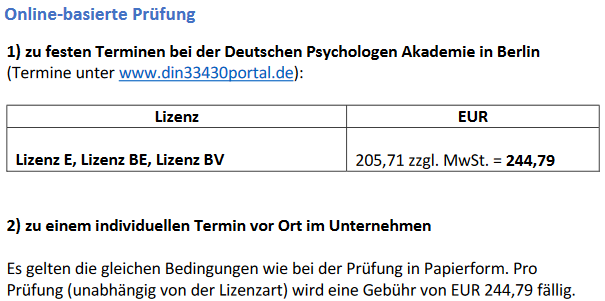 Online-basierte Prüfung
1) zu festen Terminen bei der Deutschen Psychologen Akademie in Berlin
(Termine unter www.din33430portal.de):
Lizenz EUR
Lizenz E, Lizenz BE, Lizenz BV 205,71 zzgl. MwSt. = 244,79
2) zu einem individuellen Termin vor Ort im Unternehmen
Es gelten die gleichen Bedingungen wie bei der Prüfung in Papierform. Pro
Prüfung (unabhängig von der Lizenzart) wird eine Gebühr von EUR 244,79 fällig.